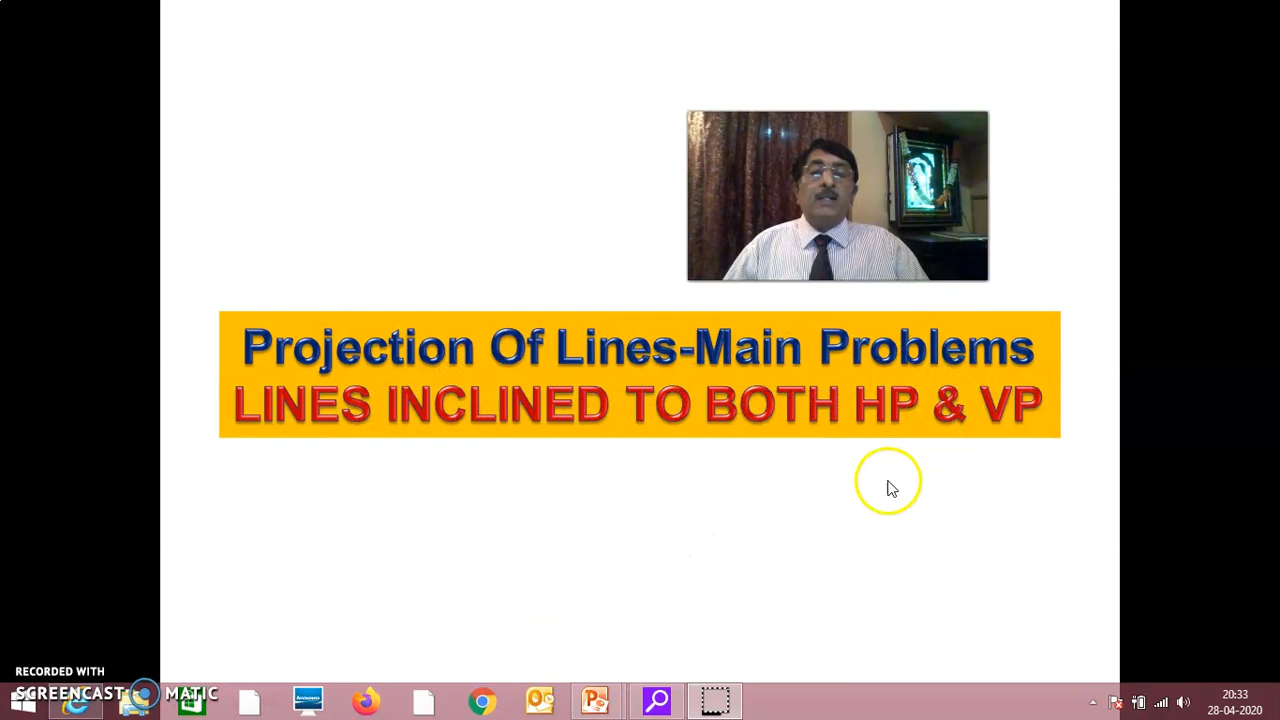 Projection Of Lines-Main Problems
LINES INCLINED TO BOTH HP & VP
RECORDED WITH
SCREENCAST MATIC
20:33
28-04-2020